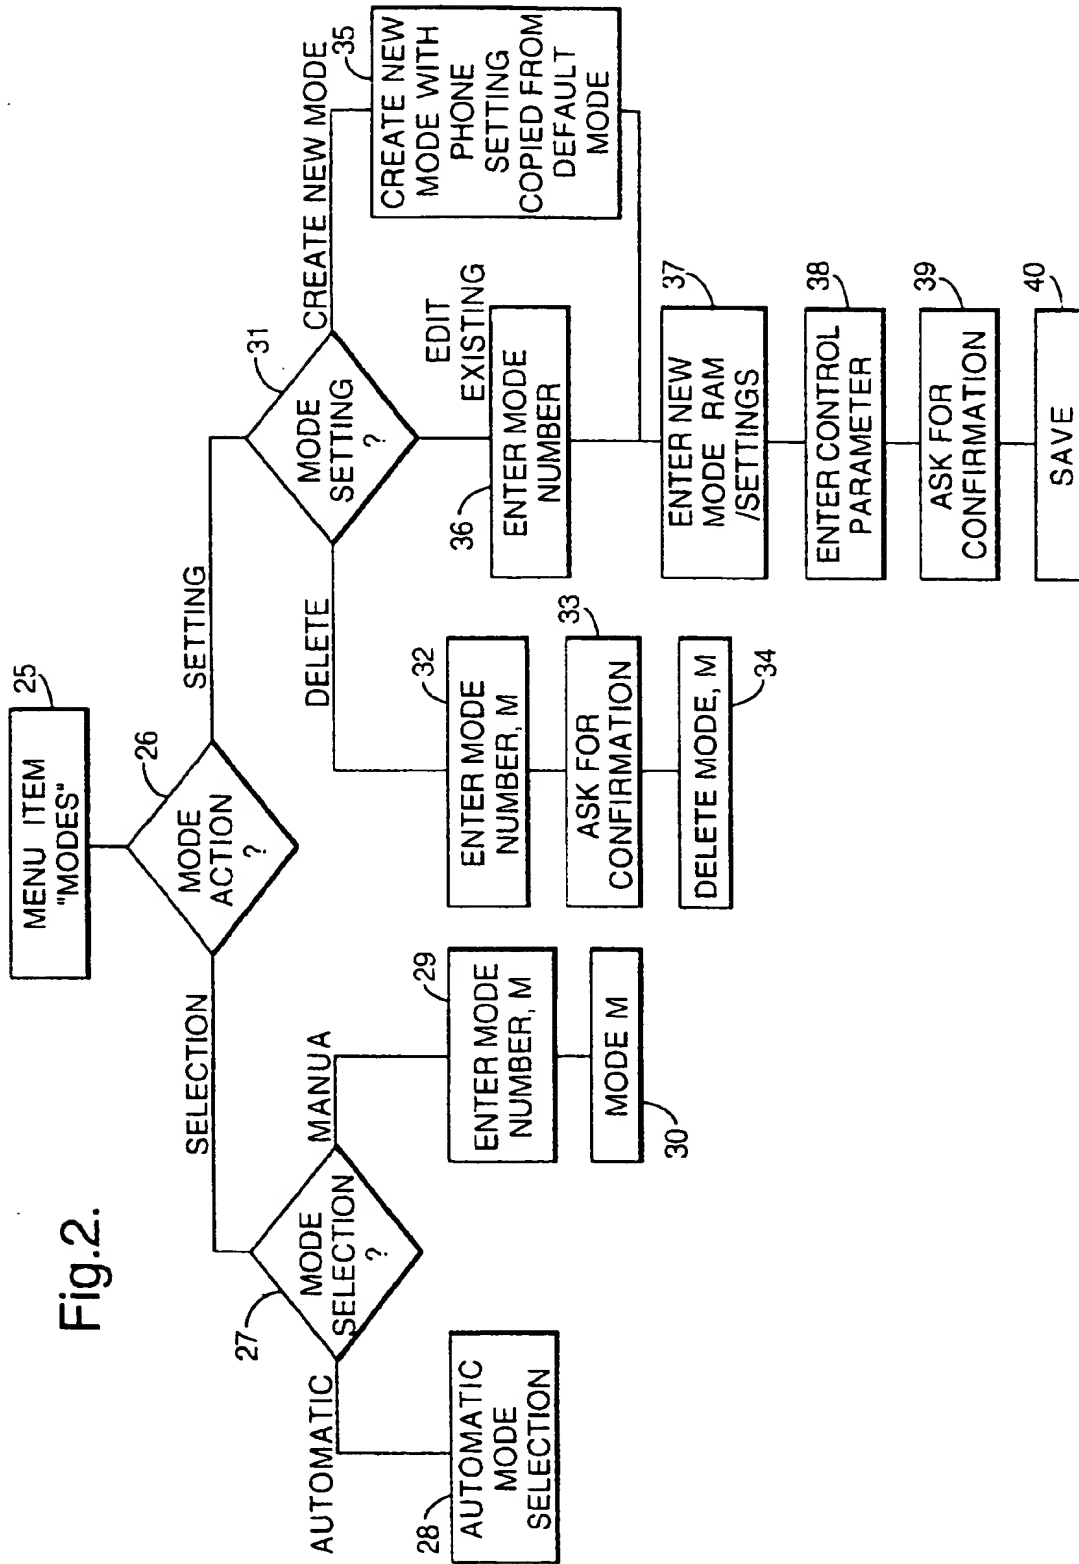 Fig.2.
MENU ITEM
"MODES"
25
MODE
ACTION
?
26
SELECTION
SETTING
MODE
SELECTION
?
27
AUTOMATIC
MANUA
AUTOMATIC
MODE
SELECTION
28
ENTER MODE
NUMBER, M
29
MODE M
30
MODE
SETTING
?
31
DELETE
EDIT
EXISTING
CREATE NEW MODE
ENTER MODE
NUMBER, M
32
ASK FOR
CONFIRMATION
33
DELETE MODE, M
34
CREATE NEW
MODE WITH
PHONE
SETTING
COPIED FROM
DEFAULT
MODE
35
ENTER MODE
NUMBER
36
ENTER NEW
MODE RAM
/SETTINGS
37
ENTER CONTROL
PARAMETER
38
ASK FOR
CONFIRMATION
39
SAVE
40